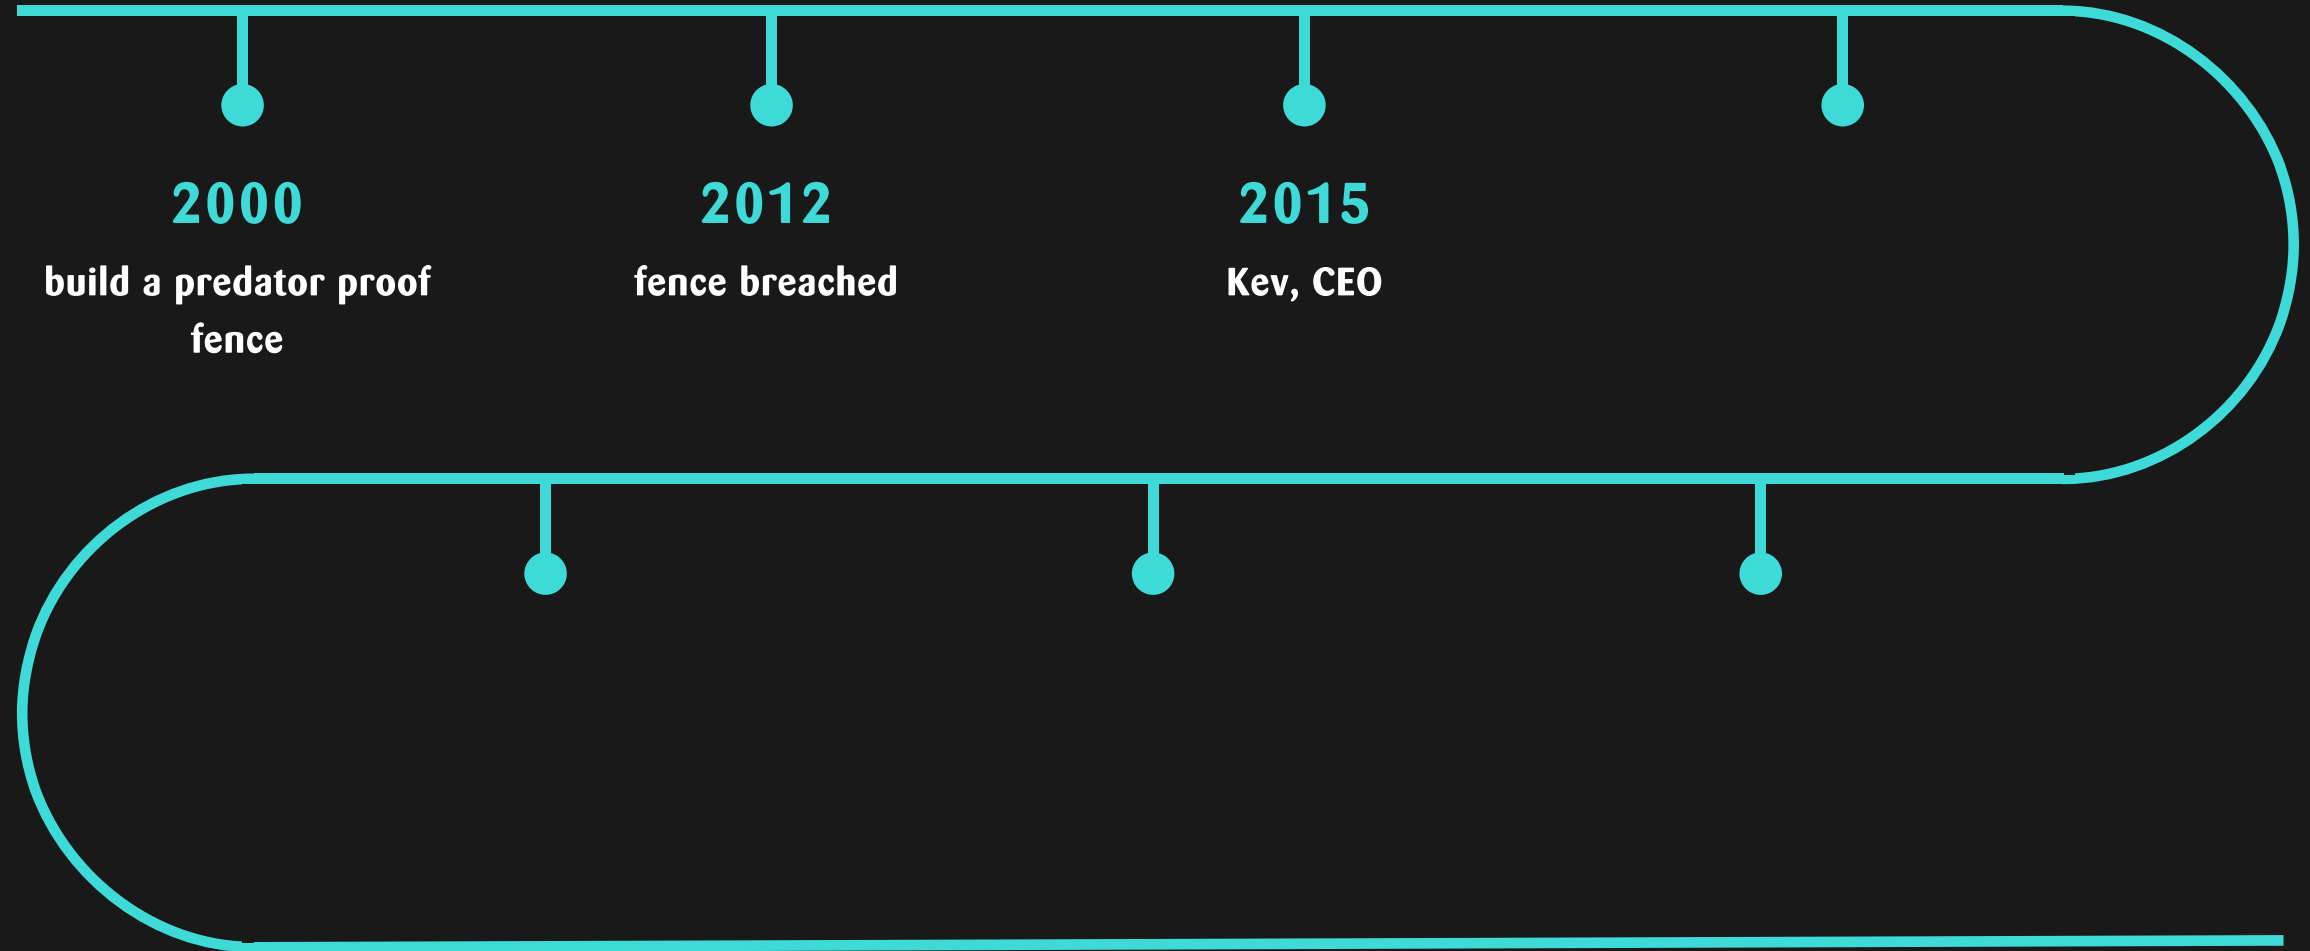 2000
build a predator proof
fence
2012
fence breached
2015
Kev, CEO